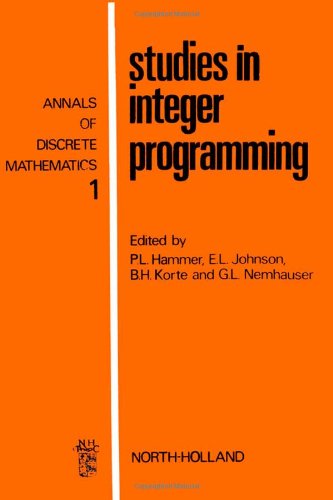 ANNALS
OF
DISCRETE
MATHEMATICS
1
studies in
integer
programming
Edited by
P.L. Hammer, E.L. Johnson,
B.H. Korte and G.L. Nemhauser
NORTH-HOLLAND